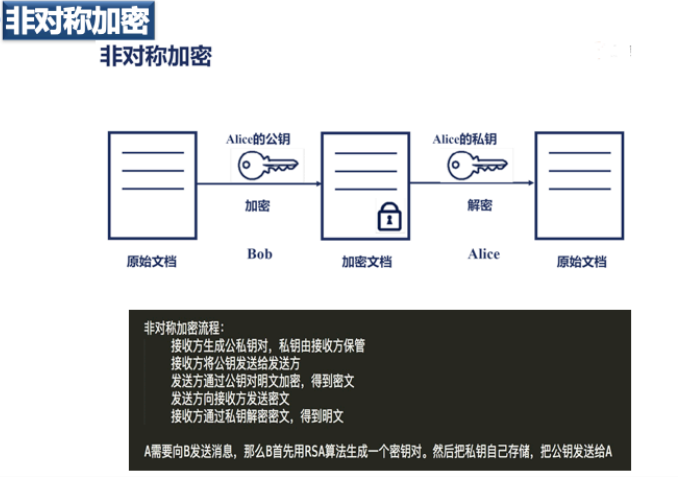 非对称加密
非对称加密
Alice的公钥
Alice的私钥
加密
解密
Bob
Alice
原始文档
加密文档
原始文档
非对称加密流程:
接收方生成公私钥对，私钥由接收方保管
接收方将公钥发送给发送方
发送方通过公钥对明文加密，得到密文
发送方向接收方发送密文
接收方通过私钥解密密文，得到明文
A需要向B发送消息，那么B首先用RSA算法生成一个密钥对。然后把私钥自己存储，把公钥发送给A